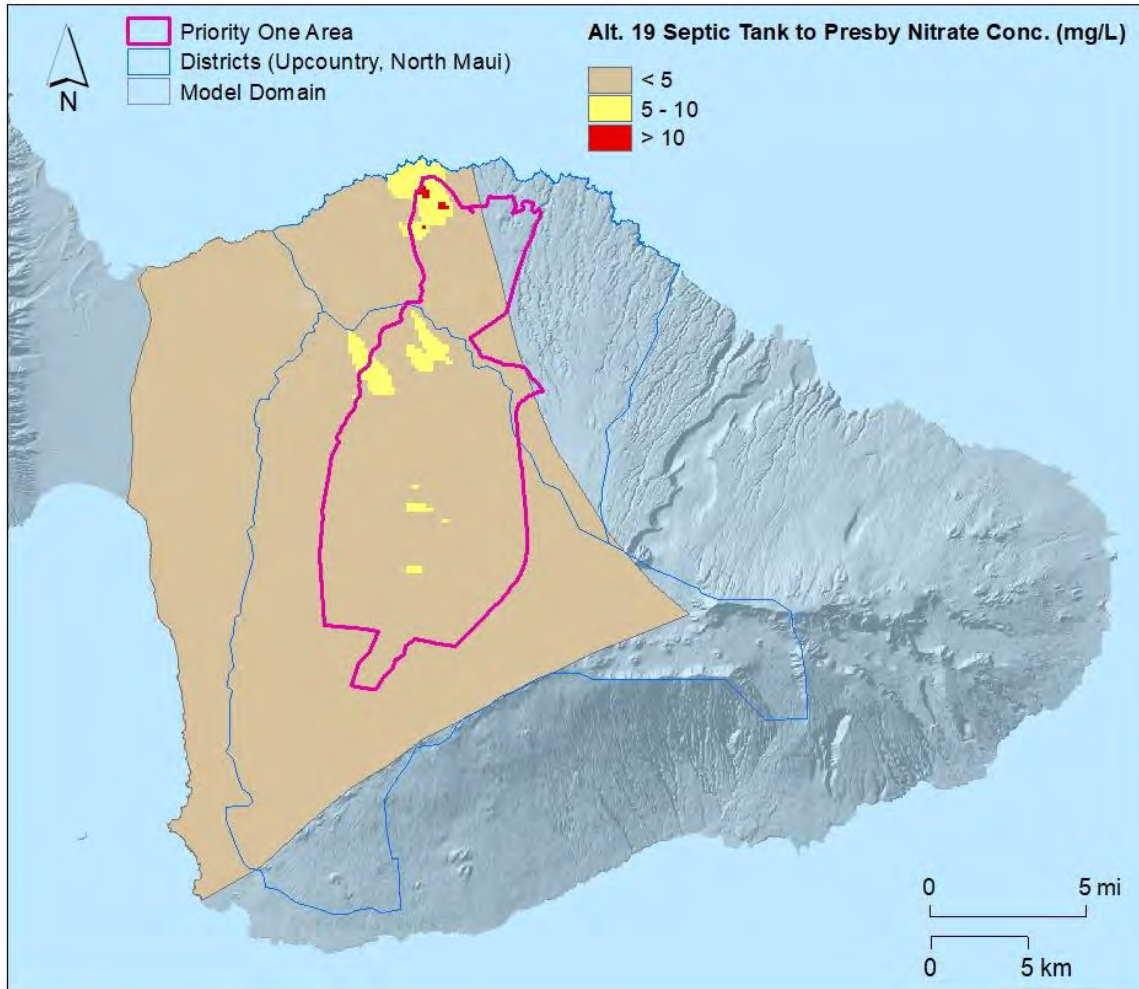 N
Priority One Area
Districts (Upcountry, North Maui)
Model Domain
Alt. 19 Septic Tank to Presby Nitrate Conc. (mg/L)
< 5
5 - 10
> 10
0 5 mi
0 5 km